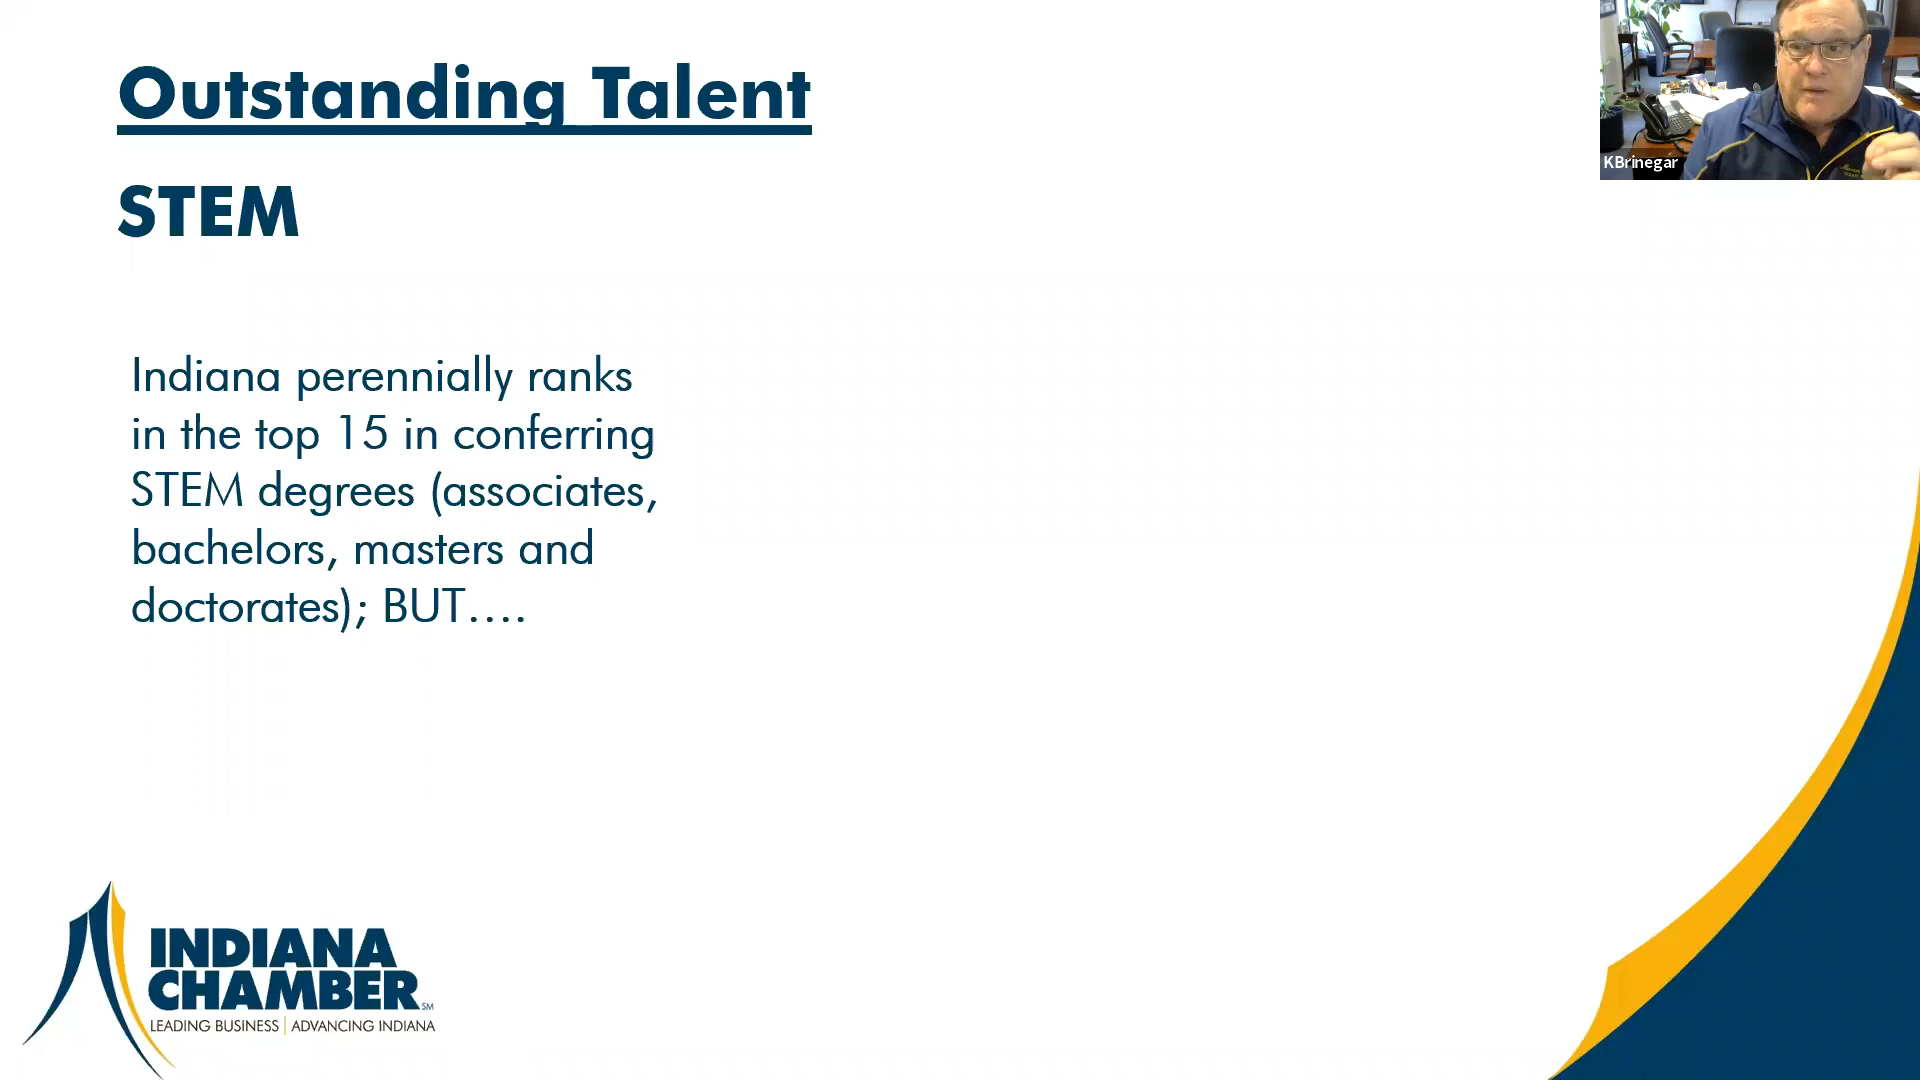 Outstanding Talent
STEM
Indiana perennially ranks
in the top 15 in conferring
STEM degrees (associates,
bachelors, masters and
doctorates); BUT....
KBrinegar
INDIANA
CHAMBER SM
LEADING BUSINESS | ADVANCING INDIANA